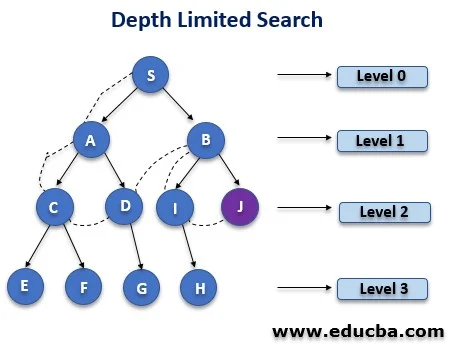 Depth Limited Search
S
Level 0
A
B
Level 1
C
D
I
J
Level 2
E
F
G
H
Level 3
www.educba.com